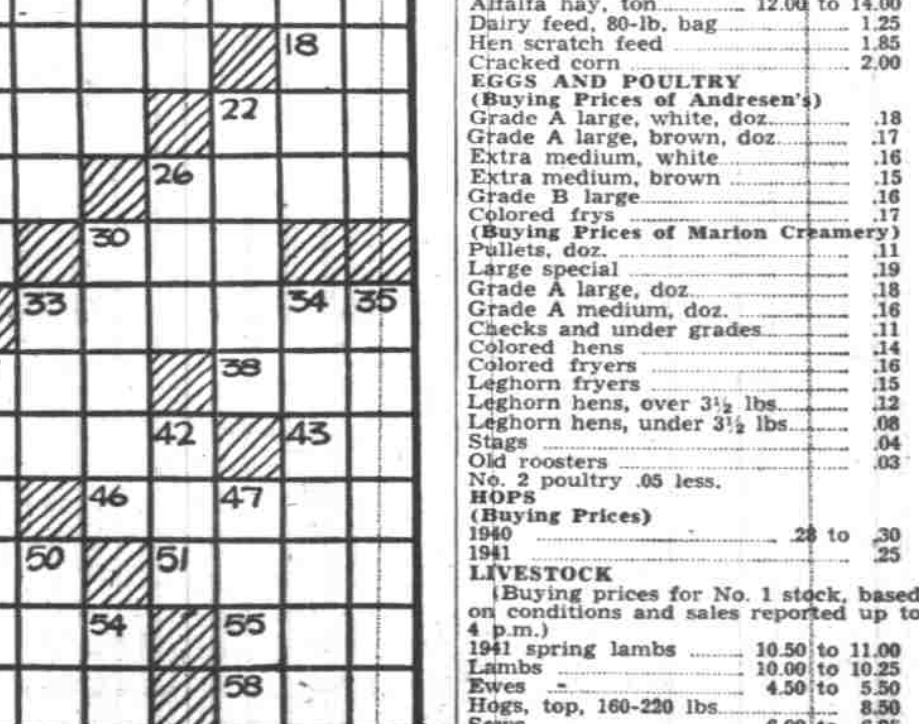 18
22
26
30
33 34 35
38
42 43
46 47
50 51
54 55
58
Alfalfa hay, ton 12.00 to 14.00
Dairy feed, 80-lb. bag 1.25
Hen scratch feed 1.85
Cracked corn 2.00
EGGS AND POULTRY
(Buying Prices of Andresen's)
Grade A large, white, doz. .18
Grade A large, brown, doz. .17
Extra medium, white .16
Extra medium, brown .15
Grade B large .16
Colored frys .17
(Buying Prices of Marion Creamery)
Pullets, doz. .11
Large special .19
Grade A large, doz. .18
Grade A medium, doz. .16
Checks and under grades .11
Colored hens .14
Colored fryers .16
Leghorn fryers .15
Leghorn hens, over 3½ lbs. .12
Leghorn hens, under 3½ lbs. .08
Stags .04
Old roosters .03
No. 2 poultry .05 less.
HOPS
(Buying Prices)
1940 .28 to .30
1941 .25
LIVESTOCK
(Buying prices for No. 1 stock, based
on conditions and sales reported up to
4 p.m.)
1941 spring lambs 10.50 to 11.00
Lambs 10.00 to 10.25
Ewes 4.50 to 5.50
Hogs, top, 160-220 lbs. 8.50